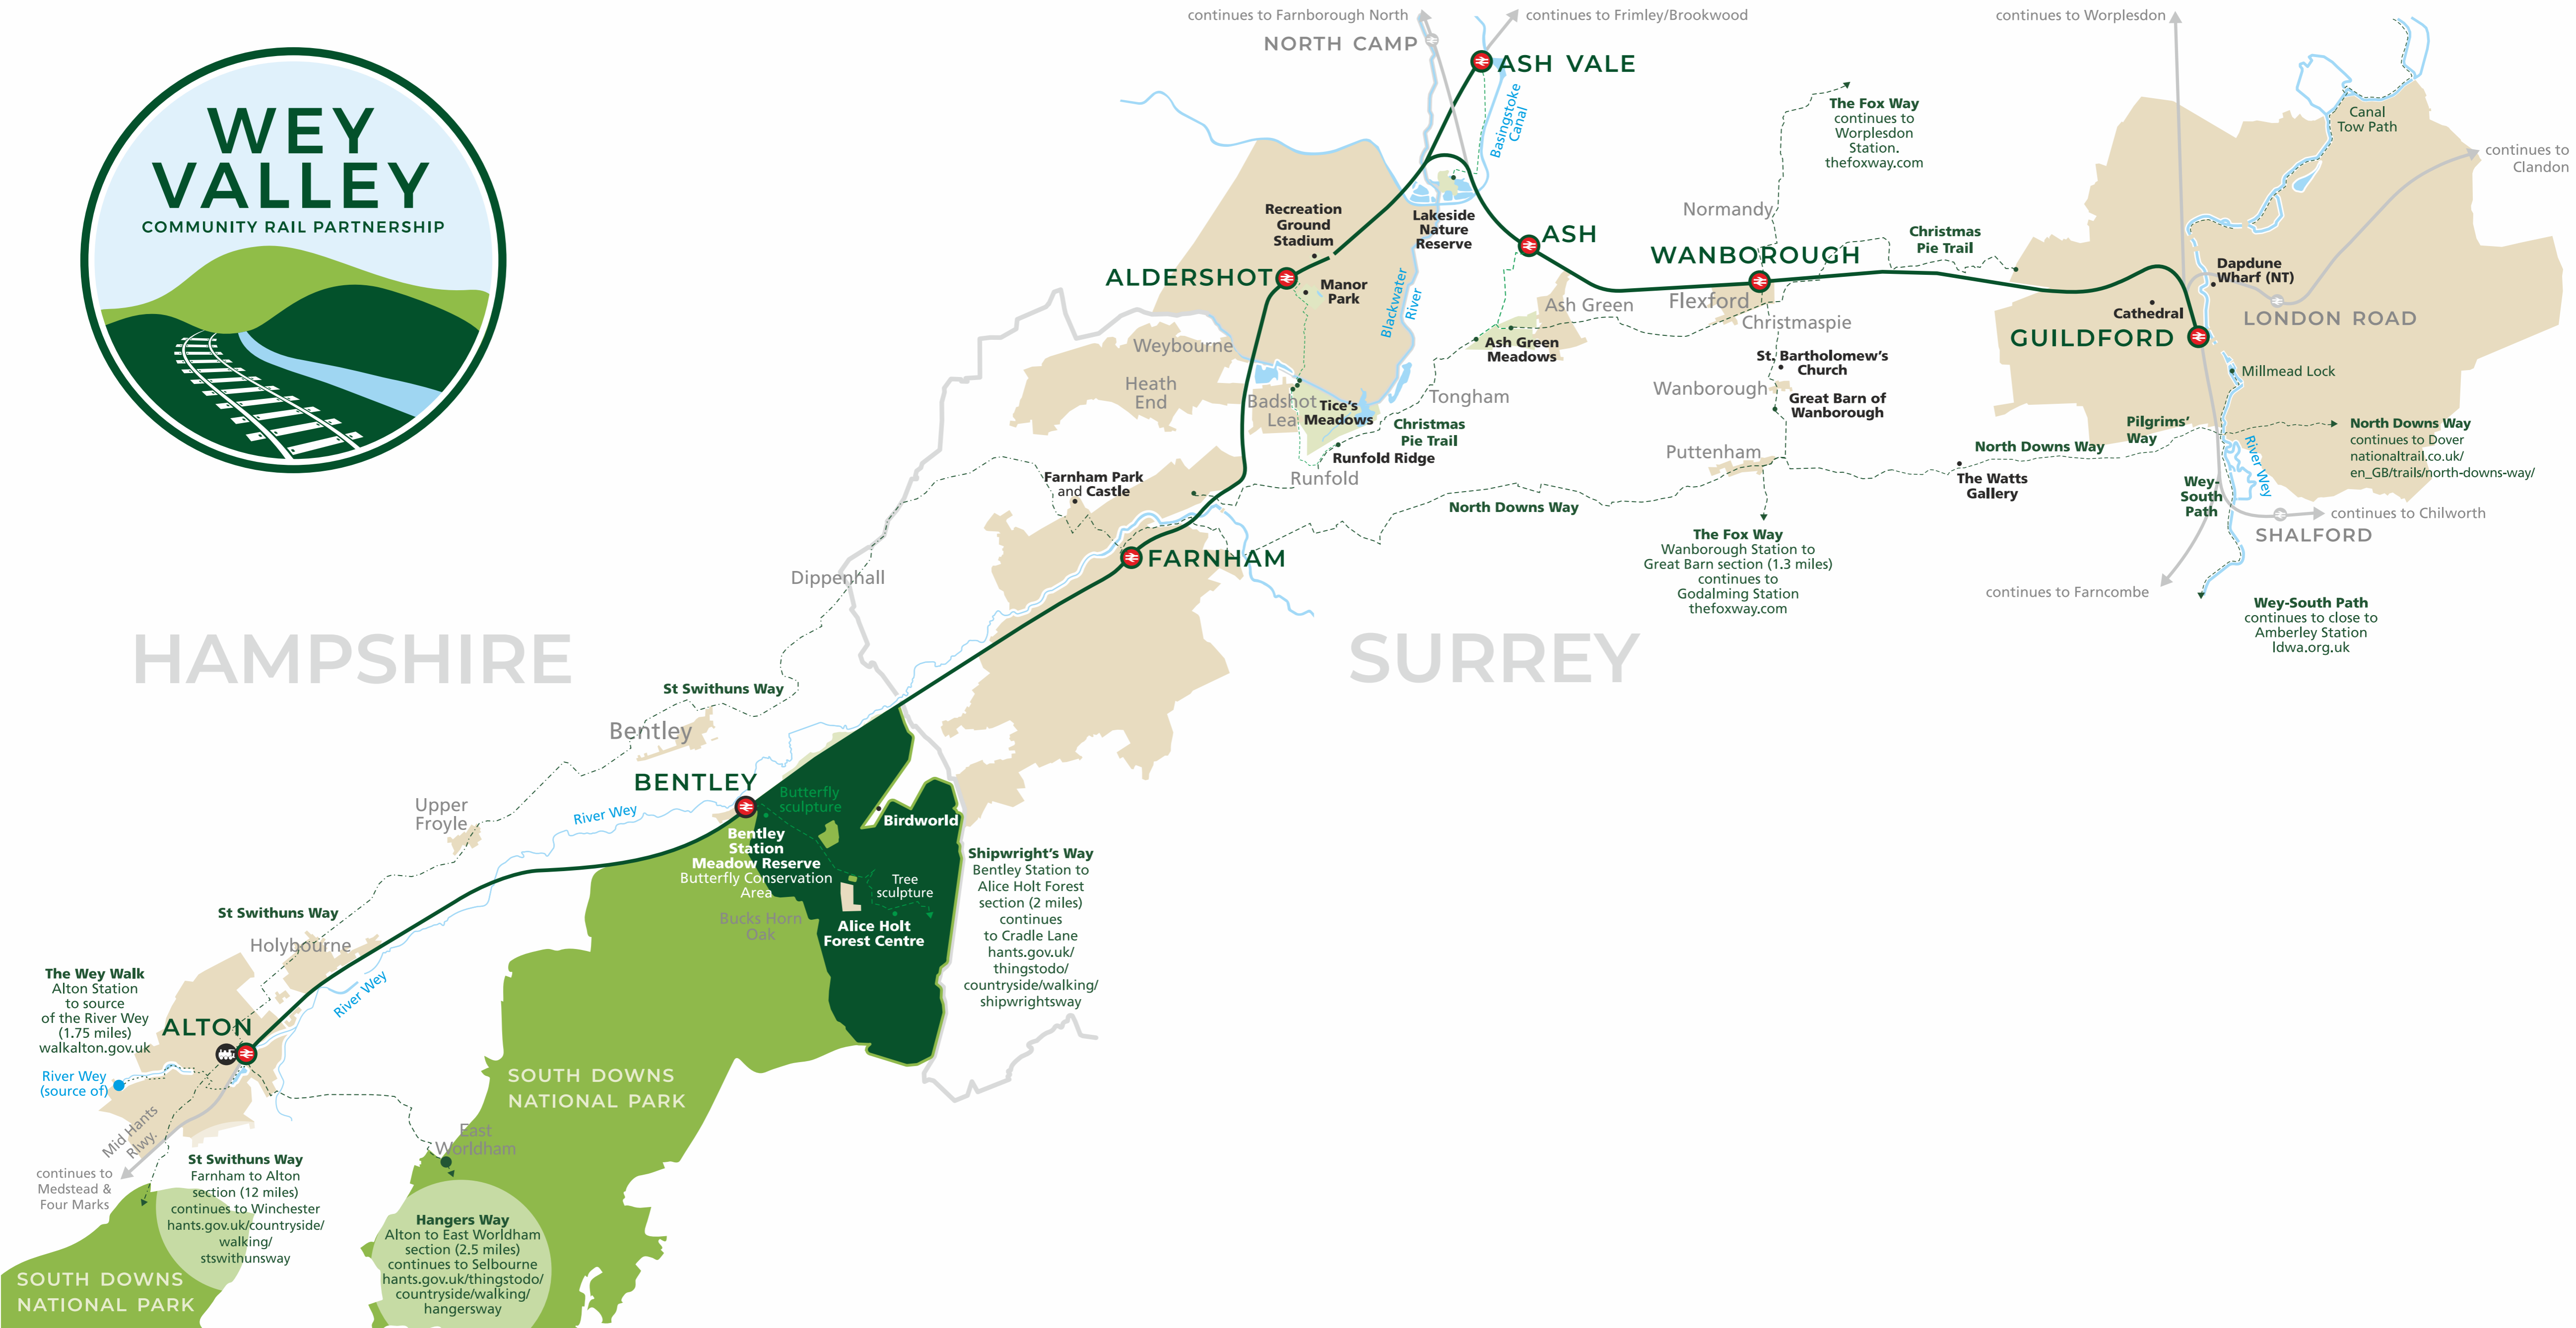 WEY
VALLEY
COMMUNITY RAIL PARTNERSHIP
continues to Farnborough North
NORTH CAMP
continues to Frimley/Brookwood
ASH VALE
Basingstoke
Canal
continues to Worplesdon
The Fox Way
continues to
Worplesdon
Station.
thefoxway.com
Canal
Tow Path
continues to
Clandon
Recreation
Ground
Stadium
Lakeside
Nature
Reserve
ASH
Normandy
WANBOROUGH
Christmas
Pie Trail
ALDERSHOT
Manor
Park
Blackwater
River
Ash Green
Flexford
Christmaspie
Dapdune
Wharf (NT)
Cathedral
LONDON ROAD
GUILDFORD
Weybourne
Heath
End
Ash Green
Meadows
St. Bartholomew's
Church
Millmead Lock
Badshot
Lea
Tice's
Meadows
Tongham
Wanborough
Great Barn of
Wanborough
Christmas
Pie Trail
Runfold Ridge
Runfold
Puttenham
Pilgrims'
Way
North Downs Way
North Downs Way
continues to Dover
nationaltrail.co.uk/
en_GB/trails/north-downs-way/
River Wey
The Watts
Gallery
Wey-
South
Path
Farnham Park
and Castle
North Downs Way
continues to Chilworth
SHALFORD
The Fox Way
Wanborough Station to
Great Barn section (1.3 miles)
continues to
Godalming Station
thefoxway.com
FARNHAM
Dippenhall
continues to Farncombe
Wey-South Path
continues to close to
Amberley Station
ldwa.org.uk
HAMPSHIRE
SURREY
St Swithuns Way
Bentley
BENTLEY
Butterfly
sculpture
Upper
Froyle
River Wey
Birdworld
Bentley
Station
Meadow Reserve
Butterfly Conservation
Area
Tree
sculpture
Bucks Horn
Oak
Alice Holt
Forest Centre
Shipwright's Way
Bentley Station to
Alice Holt Forest
section (2 miles)
continues
to Cradle Lane
hants.gov.uk/
thingstodo/
countryside/walking/
shipwrightsway
St Swithuns Way
Holybourne
River Wey
The Wey Walk
Alton Station
to source
of the River Wey
(1.75 miles)
walkalton.gov.uk
ALTON
River Wey
(source of)
Mid Hants
Rlwy.
continues to
Medstead &
Four Marks
SOUTH DOWNS
NATIONAL PARK
East
Worldham
St Swithuns Way
Farnham to Alton
section (12 miles)
continues to Winchester
hants.gov.uk/countryside/
walking/
stswithunsway
Hangers Way
Alton to East Worldham
section (2.5 miles)
continues to Selbourne
hants.gov.uk/thingstodo/
countryside/walking/
hangersway
SOUTH DOWNS
NATIONAL PARK